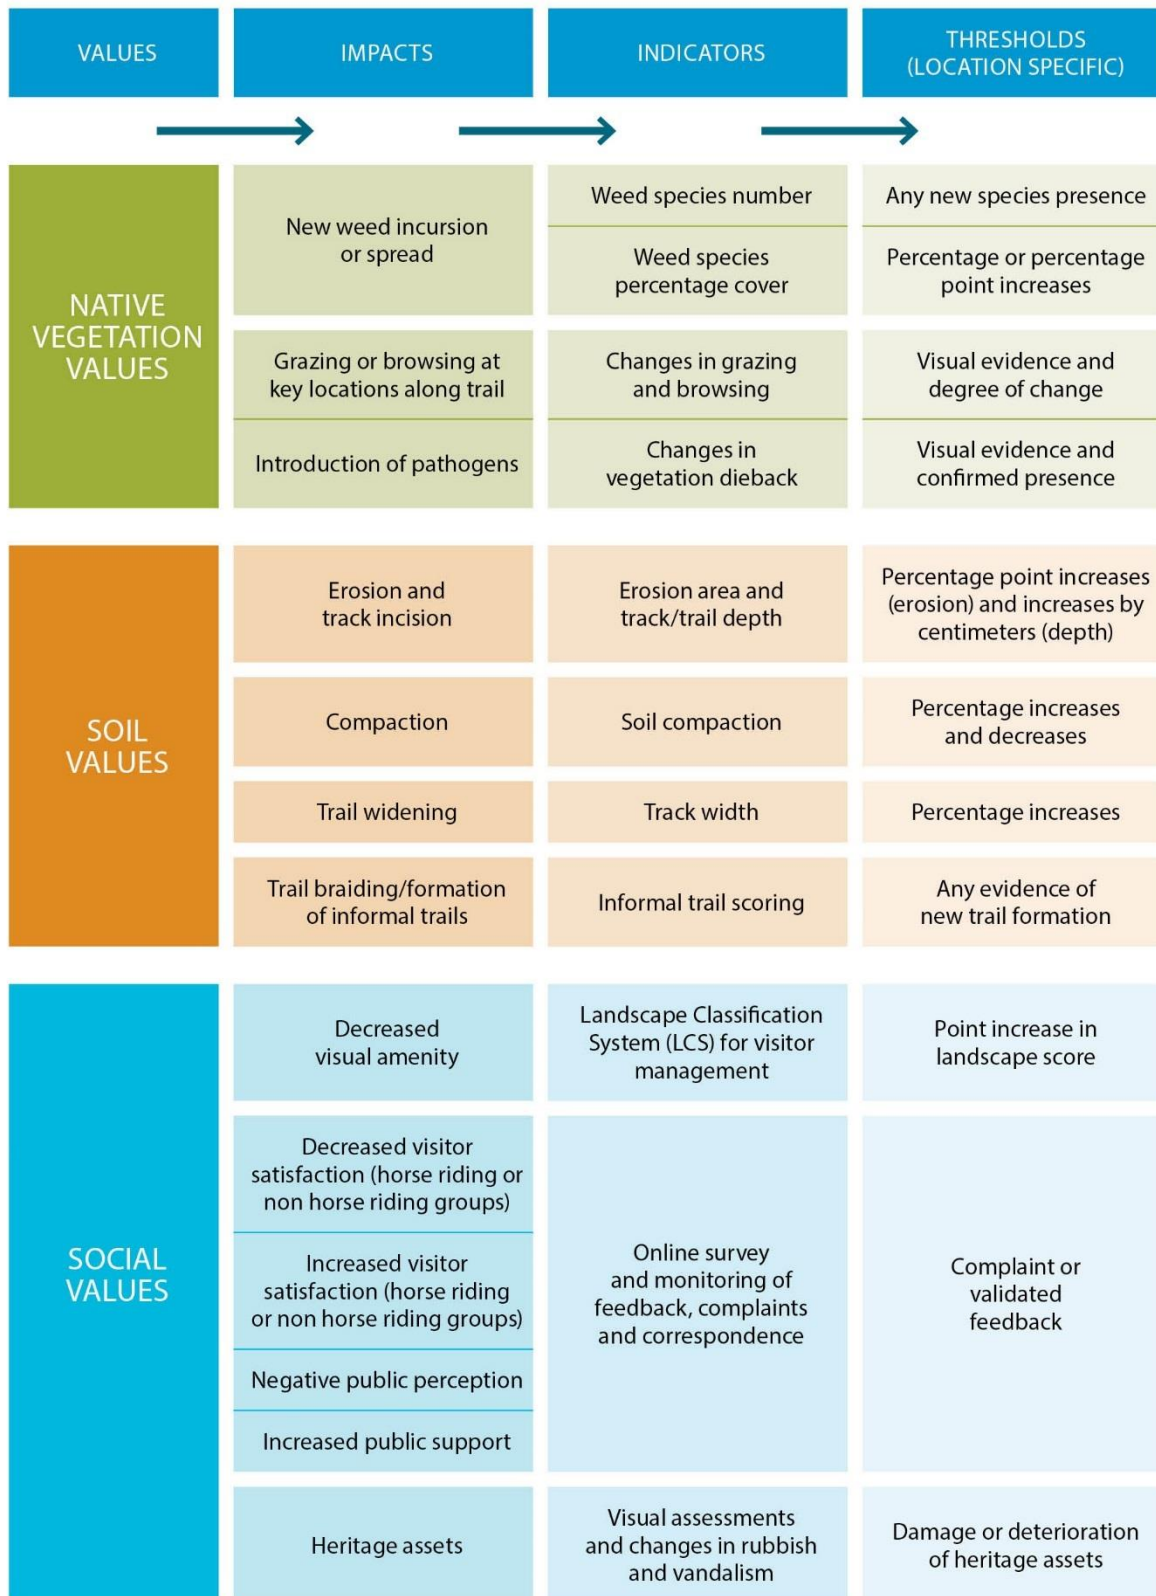 VALUES
IMPACTS
INDICATORS
THRESHOLDS
(LOCATION SPECIFIC)
NATIVE
VEGETATION
VALUES
New weed incursion
or spread
Weed species number
Any new species presence
Weed species
percentage cover
Percentage or percentage
point increases
Grazing or browsing at
key locations along trail
Changes in grazing
and browsing
Visual evidence and
degree of change
Introduction of pathogens
Changes in
vegetation dieback
Visual evidence and
confirmed presence
SOIL
VALUES
Erosion and
track incision
Erosion area and
track/trail depth
Percentage point increases
(erosion) and increases by
centimeters (depth)
Compaction
Soil compaction
Percentage increases
and decreases
Trail widening
Track width
Percentage increases
Trail braiding/formation
of informal trails
Informal trail scoring
Any evidence of
new trail formation
SOCIAL
VALUES
Decreased
visual amenity
Landscape Classification
System (LCS) for visitor
management
Point increase in
landscape score
Decreased visitor
satisfaction (horse riding or
non horse riding groups)
Increased visitor
satisfaction (horse riding
or non horse riding groups)
Negative public perception
Increased public support
Online survey
and monitoring of
feedback, complaints
and correspondence
Complaint or
validated
feedback
Heritage assets
Visual assessments
and changes in rubbish
and vandalism
Damage or deterioration
of heritage assets